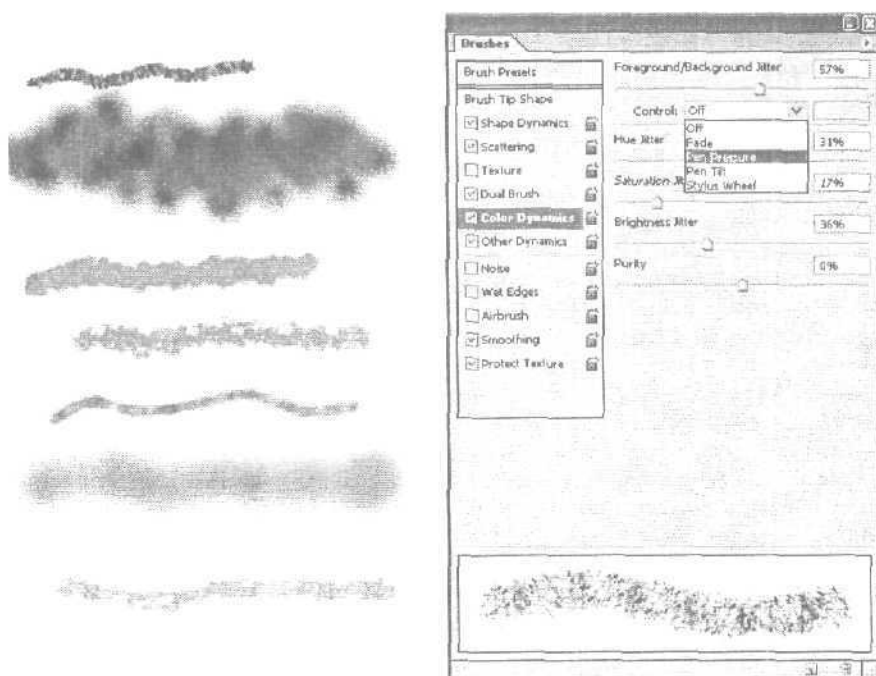 Brushes
Brush Presets
Brush Tip Shape
Shape Dynamics
Scattering
Texture
Dual Brush
Color Dynamics
Other Dynamics
Noise
Wet Edges
Airbrush
Smoothing
Protect Texture
Foreground/Background Jitter 57%
Control: Off
Off
Fade
Pen Pressure
Pen Tilt
Stylus Wheel
Hue Jitter 31%
Saturation 17%
Brightness Jitter 36%
Purity 0%